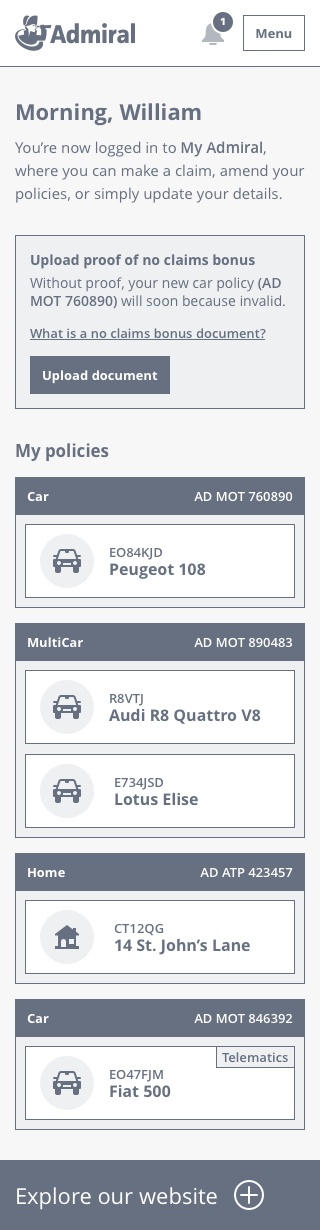 Admiral
1
Menu
Morning, William
You’re now logged in to My Admiral,
where you can make a claim, amend your
policies, or simply update your details.
Upload proof of no claims bonus
Without proof, your new car policy (AD
MOT 760890) will soon because invalid.
What is a no claims bonus document?
Upload document
My policies
Car AD MOT 760890
EO84KJD
Peugeot 108
MultiCar AD MOT 890483
R8VTJ
Audi R8 Quattro V8
E734JSD
Lotus Elise
Home AD ATP 423457
CT12QG
14 St. John’s Lane
Car AD MOT 846392
Telematics
EO47FJM
Fiat 500
Explore our website